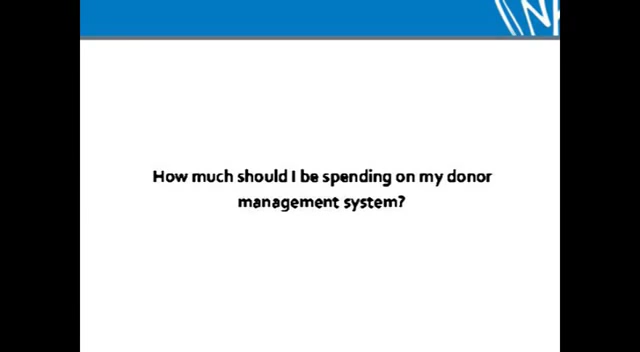 How much should I be spending on my donor
management system?